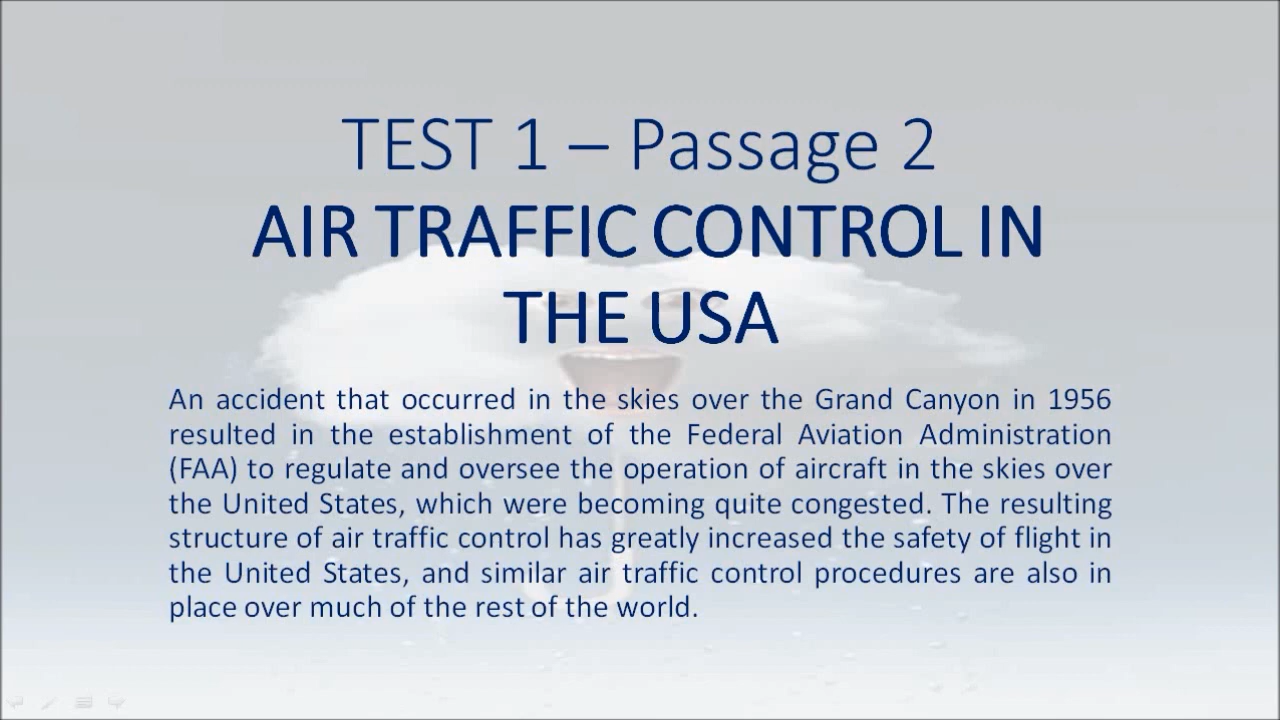 TEST 1 – Passage 2
AIR TRAFFIC CONTROL IN
THE USA
An accident that occurred in the skies over the Grand Canyon in 1956
resulted in the establishment of the Federal Aviation Administration
(FAA) to regulate and oversee the operation of aircraft in the skies over
the United States, which were becoming quite congested. The resulting
structure of air traffic control has greatly increased the safety of flight in
the United States, and similar air traffic control procedures are also in
place over much of the rest of the world.